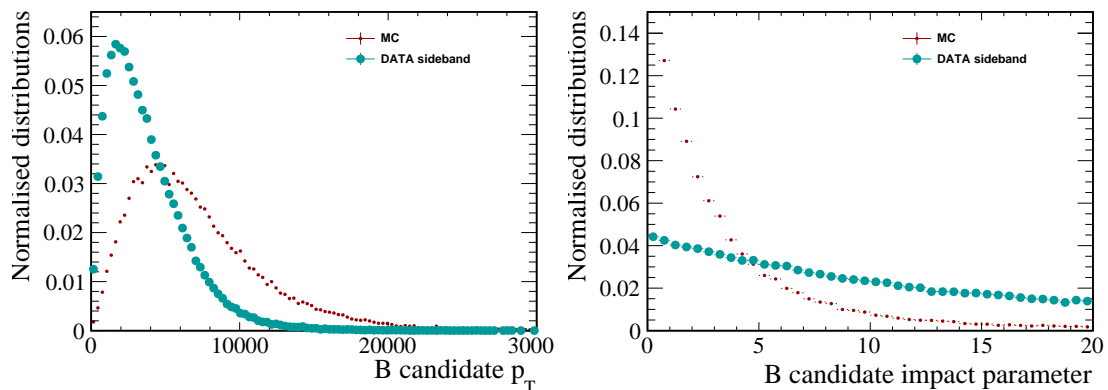 Normalised distributions
0.06
0.05
0.04
0.03
0.02
0.01
0
MC
DATA sideband
0 10000 20000 3000
B candidate p_T
Normalised distributions
0.14
0.12
0.1
0.08
0.06
0.04
0.02
0
MC
DATA sideband
0 5 10 15 20
B candidate impact parameter